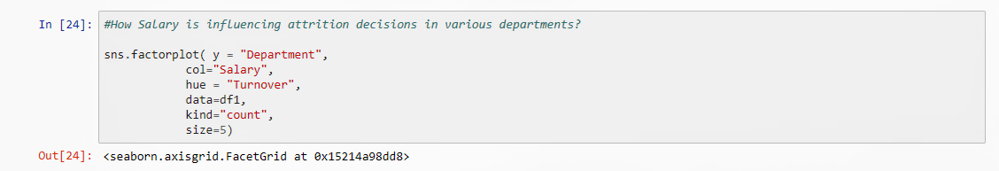 In [24]: #How Salary is influencing attrition decisions in various departments?
sns.factorplot( y = "Department",
col="Salary",
hue = "Turnover",
data=df1,
kind="count",
size=5)
Out[24]: <seaborn.axisgrid.FacetGrid at 0x15214a98dd8>